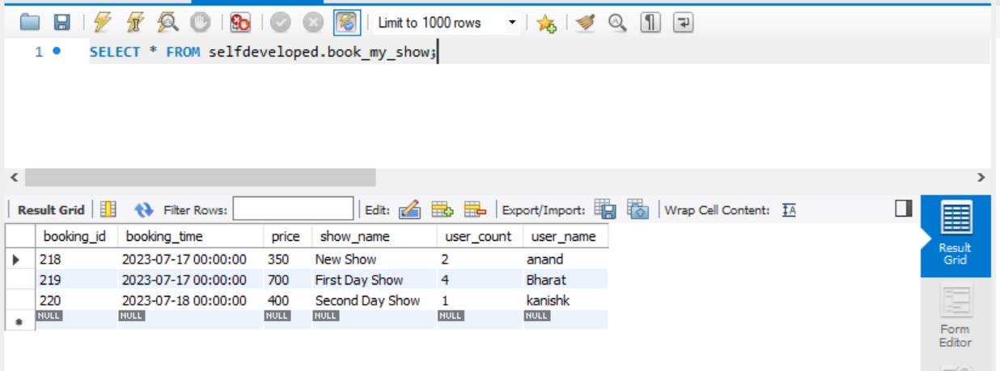 Limit to 1000 rows
1 SELECT * FROM selfdeveloped.book_my_show;
Result Grid Filter Rows: Edit: Export/Import: Wrap Cell Content: IA
booking_id booking_time price show_name user_count user_name
218 2023-07-17 00:00:00 350 New Show 2 anand
219 2023-07-17 00:00:00 700 First Day Show 4 Bharat
220 2023-07-18 00:00:00 400 Second Day Show 1 kanishk
NULL NULL NULL NULL NULL NULL
Result
Grid
Form
Editor